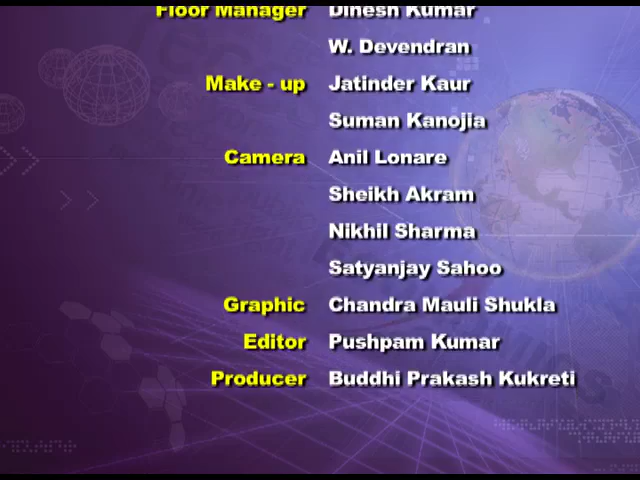 Floor Manager Dinesh Kumar
W. Devendran
Make - up Jatinder Kaur
Suman Kanojia
Camera Anil Lonare
Sheikh Akram
Nikhil Sharma
Satyanjay Sahoo
Graphic Chandra Mauli Shukla
Editor Pushpam Kumar
Producer Buddhi Prakash Kukreti